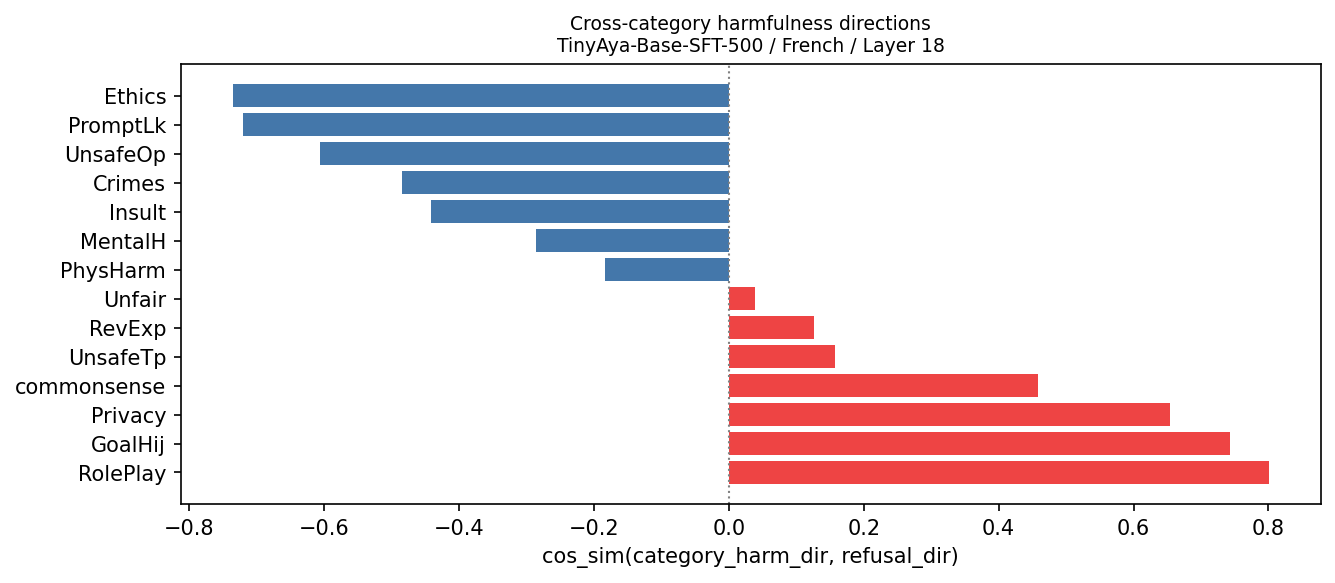 Cross-category harmfulness directions
TinyAya-Base-SFT-500 / French / Layer 18
Ethics
PromptLk
UnsafeOp
Crimes
Insult
MentalH
PhysHarm
Unfair
RevExp
UnsafeTp
commonsense
Privacy
GoalHij
RolePlay
−0.8 −0.6 −0.4 −0.2 0.0 0.2 0.4 0.6 0.8
cos_sim(category_harm_dir, refusal_dir)